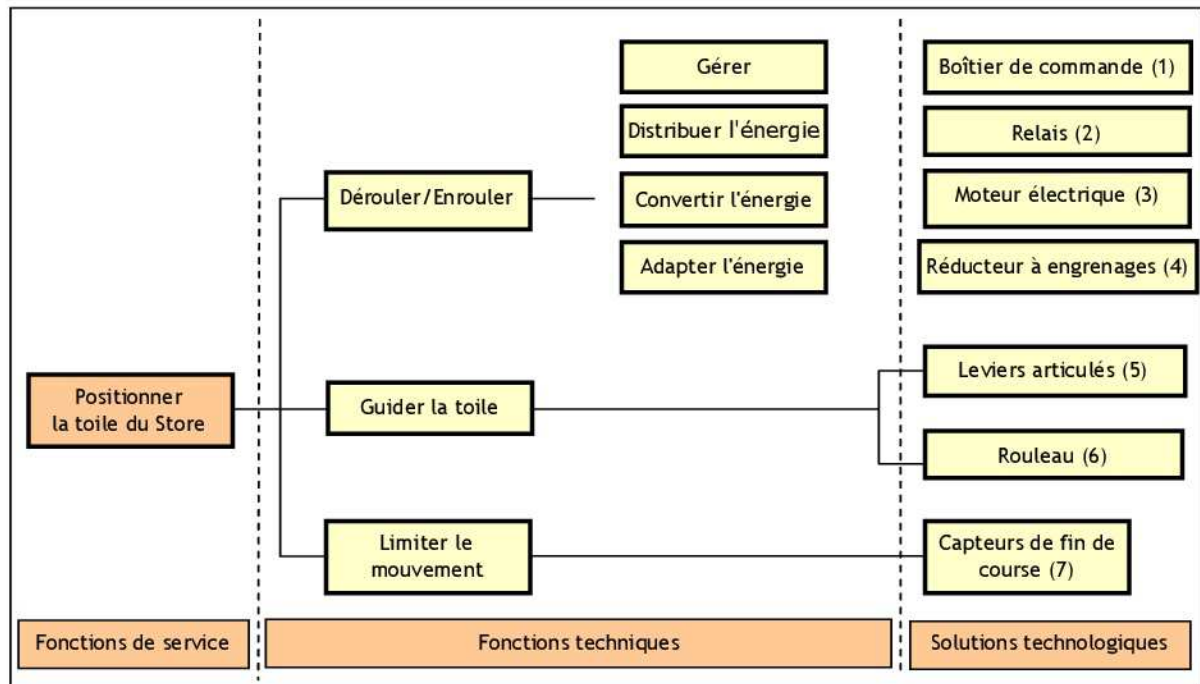 Gérer
Boîtier de commande (1)
Distribuer l'énergie
Relais (2)
Dérouler/Enrouler
Convertir l'énergie
Moteur électrique (3)
Adapter l'énergie
Réducteur à engrenages (4)
Positionner
la toile du Store
Guider la toile
Leviers articulés (5)
Rouleau (6)
Limiter le
mouvement
Capteurs de fin de
course (7)
Fonctions de service
Fonctions techniques
Solutions technologiques